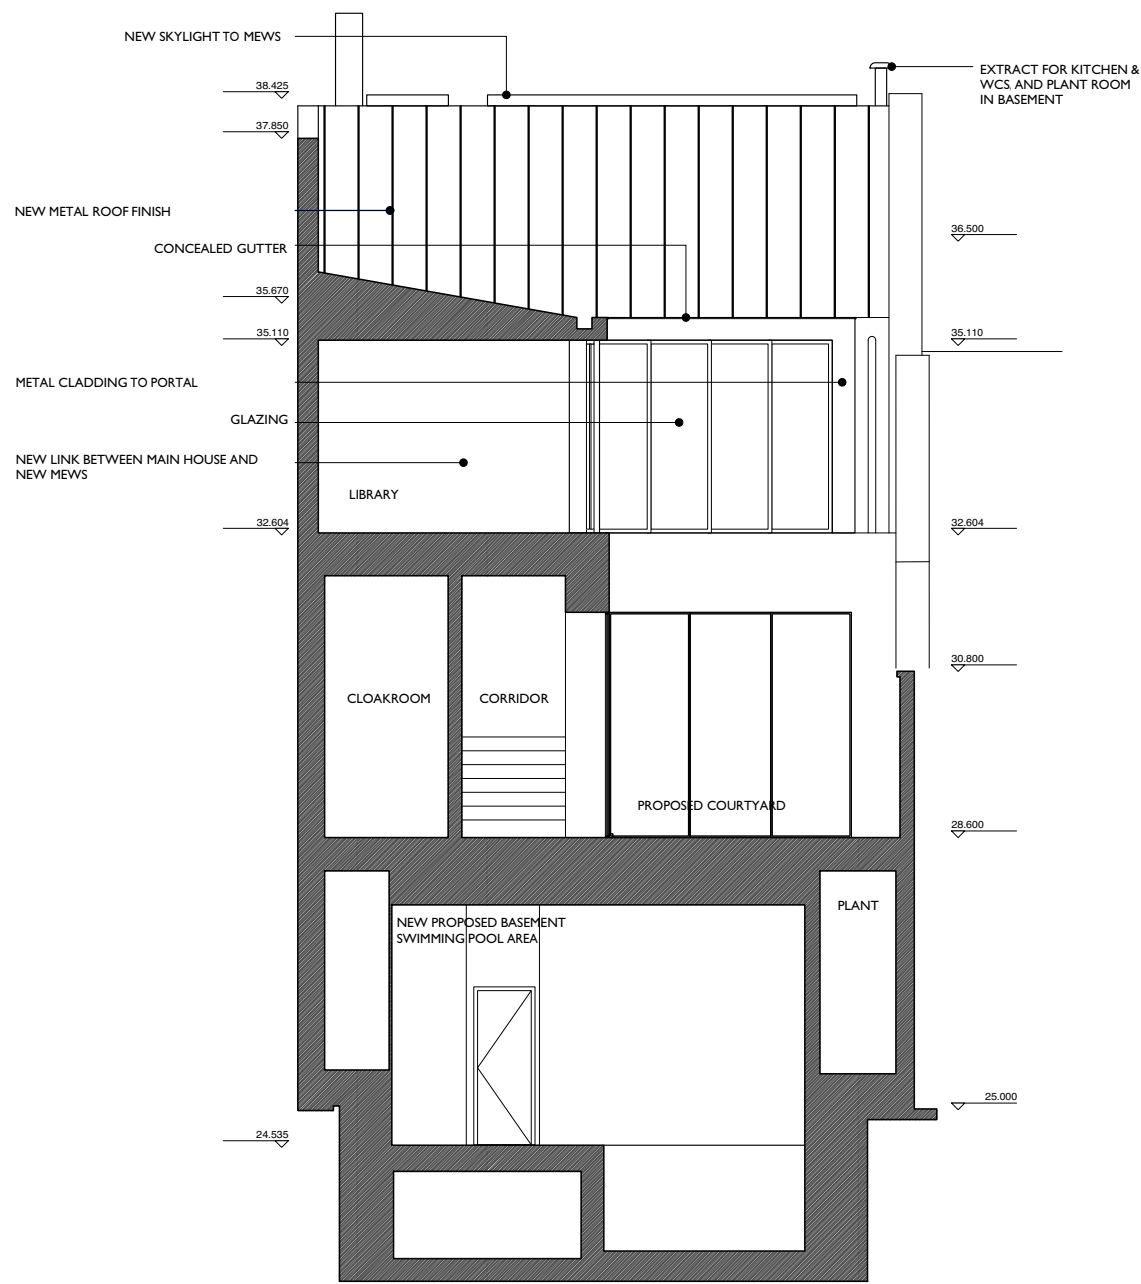 NEW SKYLIGHT TO MEWS
EXTRACT FOR KITCHEN &
WCS, AND PLANT ROOM
IN BASEMENT
38.425
37.850
NEW METAL ROOF FINISH
36.500
CONCEALED GUTTER
35.670
35.110
35.110
METAL CLADDING TO PORTAL
GLAZING
NEW LINK BETWEEN MAIN HOUSE AND
NEW MEWS
LIBRARY
32.604
32.604
30.800
CLOAKROOM
CORRIDOR
PROPOSED COURTYARD
28.600
PLANT
NEW PROPOSED BASEMENT
SWIMMING POOL AREA
25.000
24.535